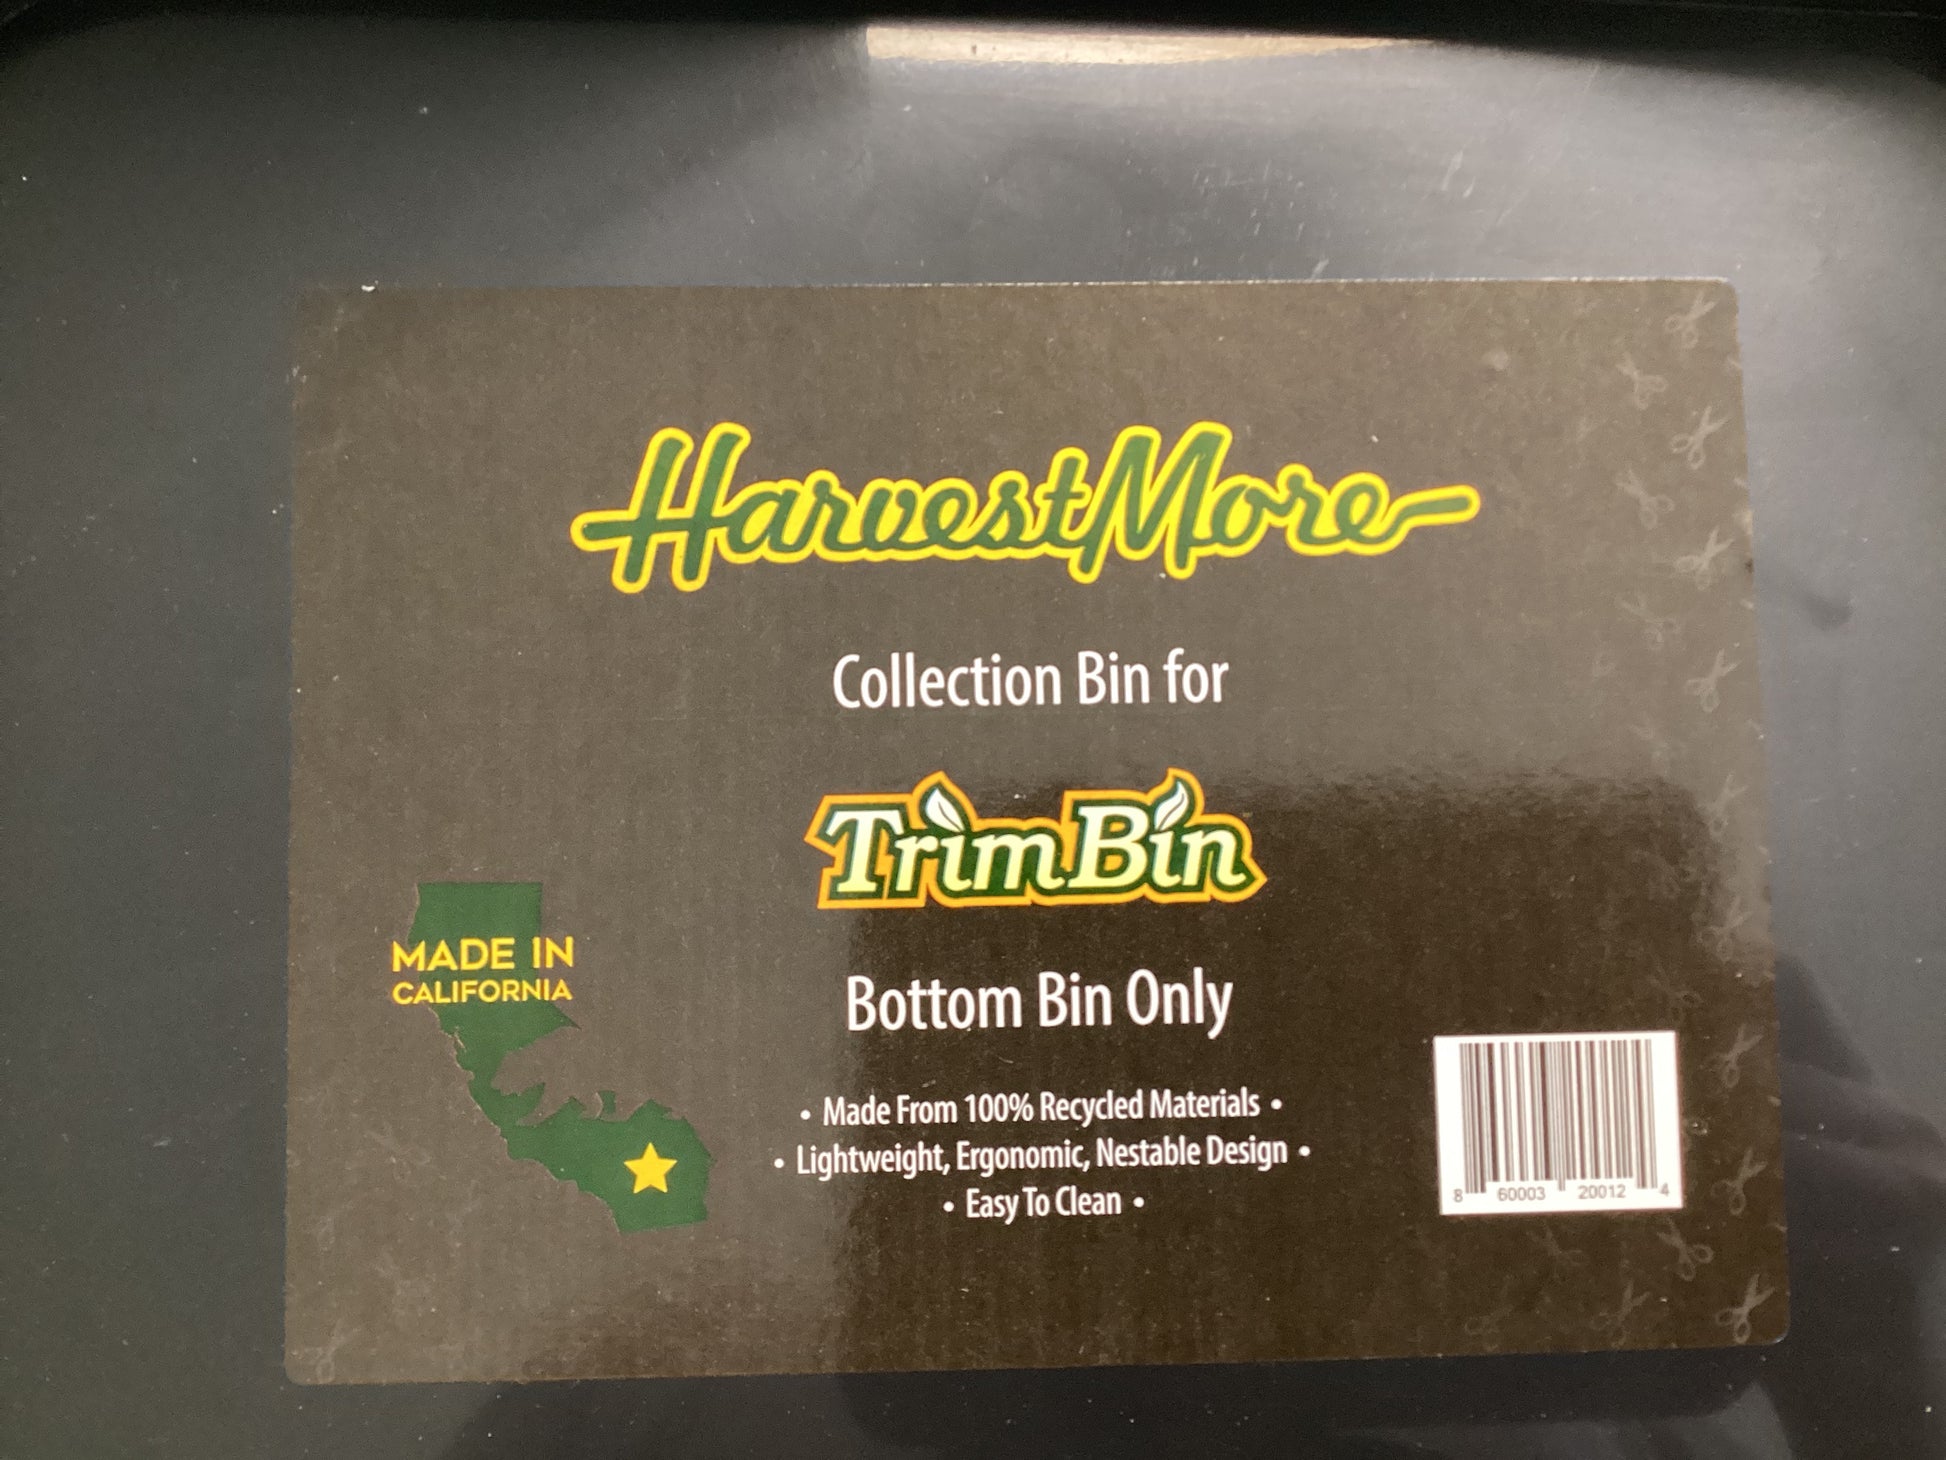 HarvestMore
Collection Bin for
TrimBin
Bottom Bin Only
MADE IN
CALIFORNIA
• Made From 100% Recycled Materials •
• Lightweight, Ergonomic, Nestable Design •
• Easy To Clean •
8 60003 20012 4